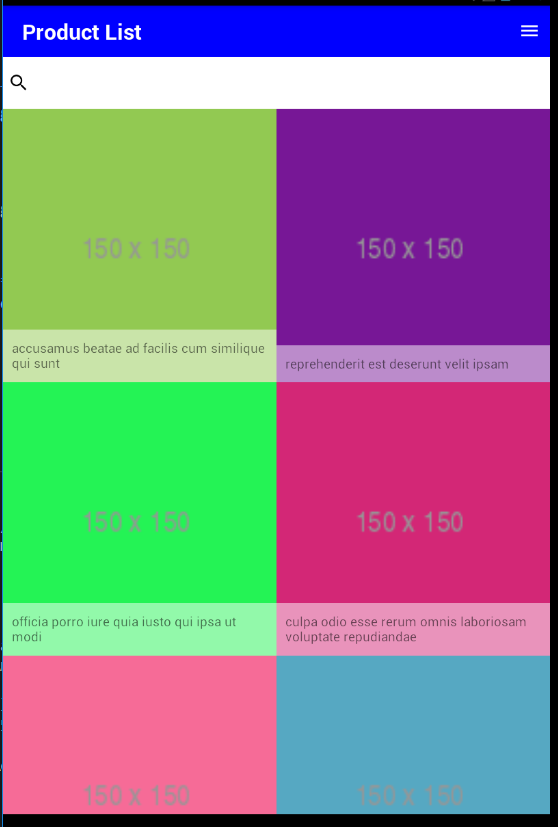 Product List
150 x 150
150 x 150
accusamus beatae ad facilis cum similique
qui sunt
reprehenderit est deserunt velit ipsam
150 x 150
150 x 150
officia porro iure quia iusto qui ipsa ut
modi
culpa odio esse rerum omnis laboriosam
voluptate repudiandae
150 x 150
150 x 150